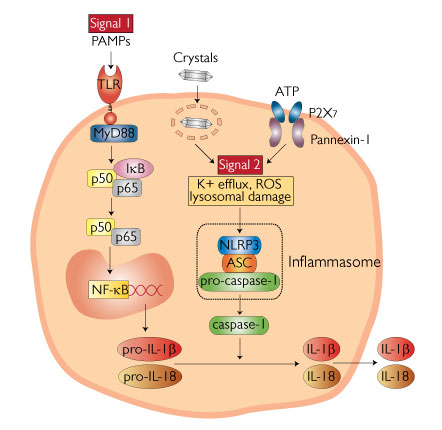 Signal 1
PAMPs
TLR
MyD88
IκB
p50
p65
p50
p65
NF-κB
pro-IL-1β
pro-IL-18
Crystals
ATP
P2X7
Pannexin-1
Signal 2
K+ efflux, ROS
lysosomal damage
NLRP3
ASC
pro-caspase-1
Inflammasome
caspase-1
IL-1β
IL-18
IL-1β
IL-18